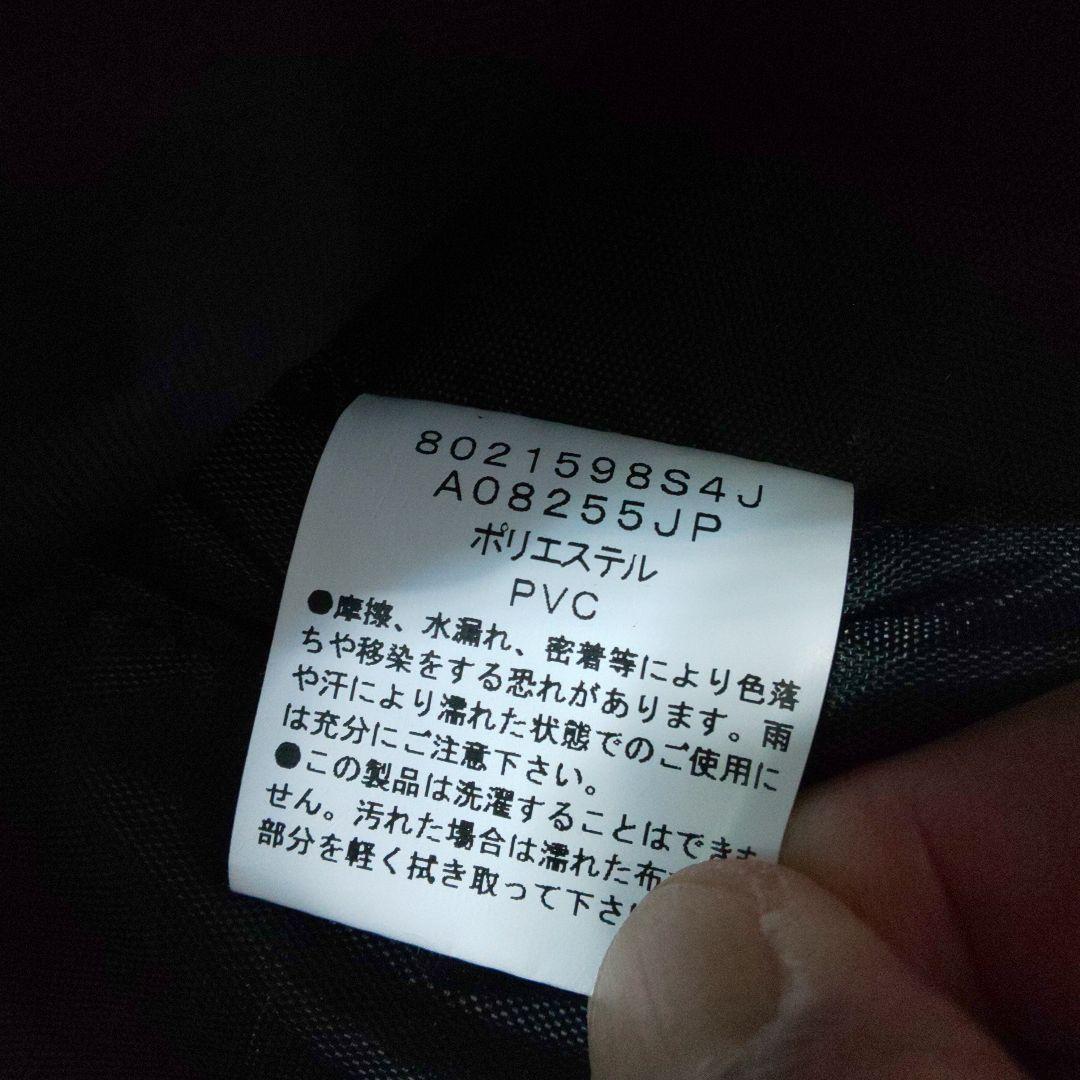 8021598S4J
A08255JP
ポリエステル
PVC
●摩擦、水漏れ、密着等により色落
ちや移染をする恐れがあります。雨
や汗により濡れた状態でのご使用に
は充分にご注意下さい。
●この製品は洗濯することはできま
せん。汚れた場合は濡れた布
部分を軽く拭き取って下さ